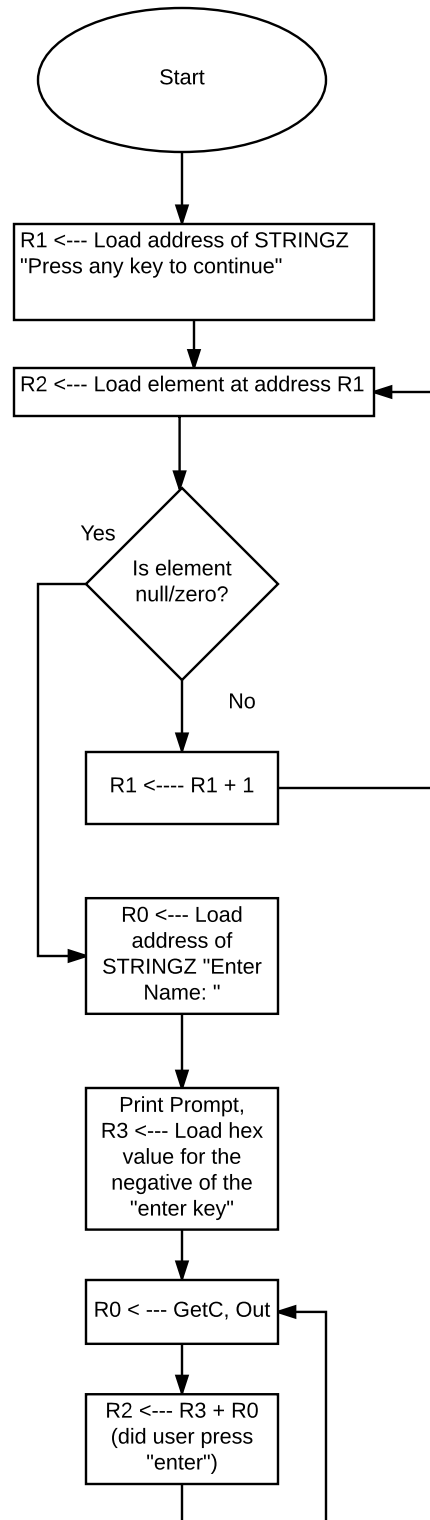 Start
R1 <--- Load address of STRINGZ
"Press any key to continue"
R2 <--- Load element at address R1
Yes
Is element
null/zero?
No
R1 <---- R1 + 1
R0 <--- Load
address of
STRINGZ "Enter
Name: "
Print Prompt,
R3 <--- Load hex
value for the
negative of the
"enter key"
R0 < --- GetC, Out
R2 <--- R3 + R0
(did user press
"enter")